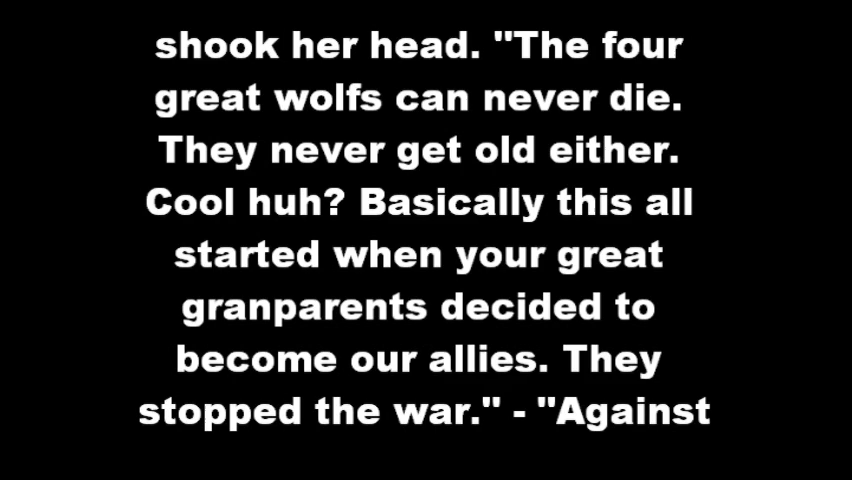 shook her head. "The four
great wolfs can never die.
They never get old either.
Cool huh? Basically this all
started when your great
granparents decided to
become our allies. They
stopped the war." - "Against